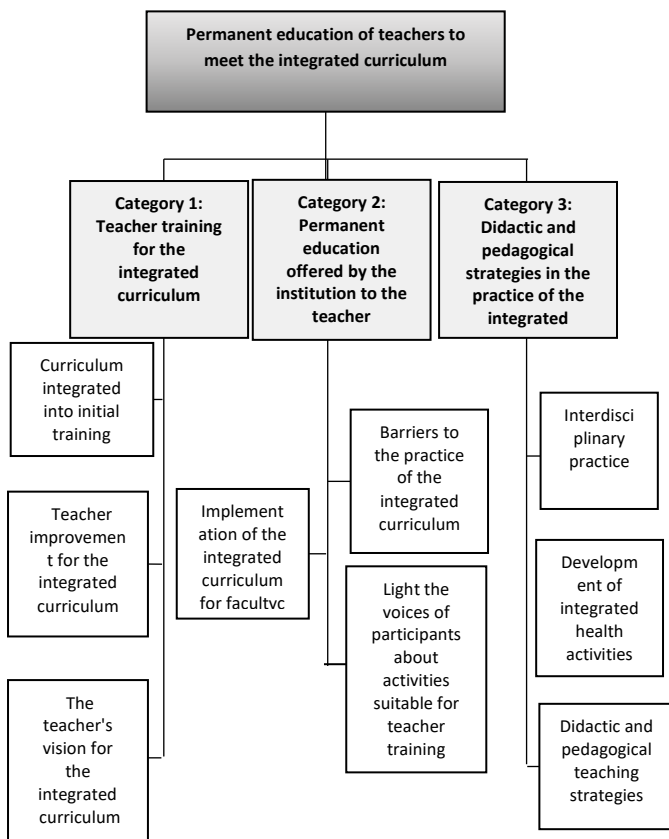 Permanent education of teachers to
meet the integrated curriculum
Category 1:
Teacher training
for the
integrated
curriculum
Category 2:
Permanent
education
offered by the
institution to the
teacher
Category 3:
Didactic and
pedagogical
strategies in the
practice of the
integrated
Curriculum
integrated
into initial
training
Teacher
improvemen
t for the
integrated
curriculum
The
teacher's
vision for
the
integrated
curriculum
Implement
ation of the
integrated
curriculum
for facultvc
Barriers to
the practice
of the
integrated
curriculum
Light the
voices of
participants
about
activities
suitable for
teacher
training
Interdisci
plinary
practice
Developm
ent of
integrated
health
activities
Didactic and
pedagogical
teaching
strategies